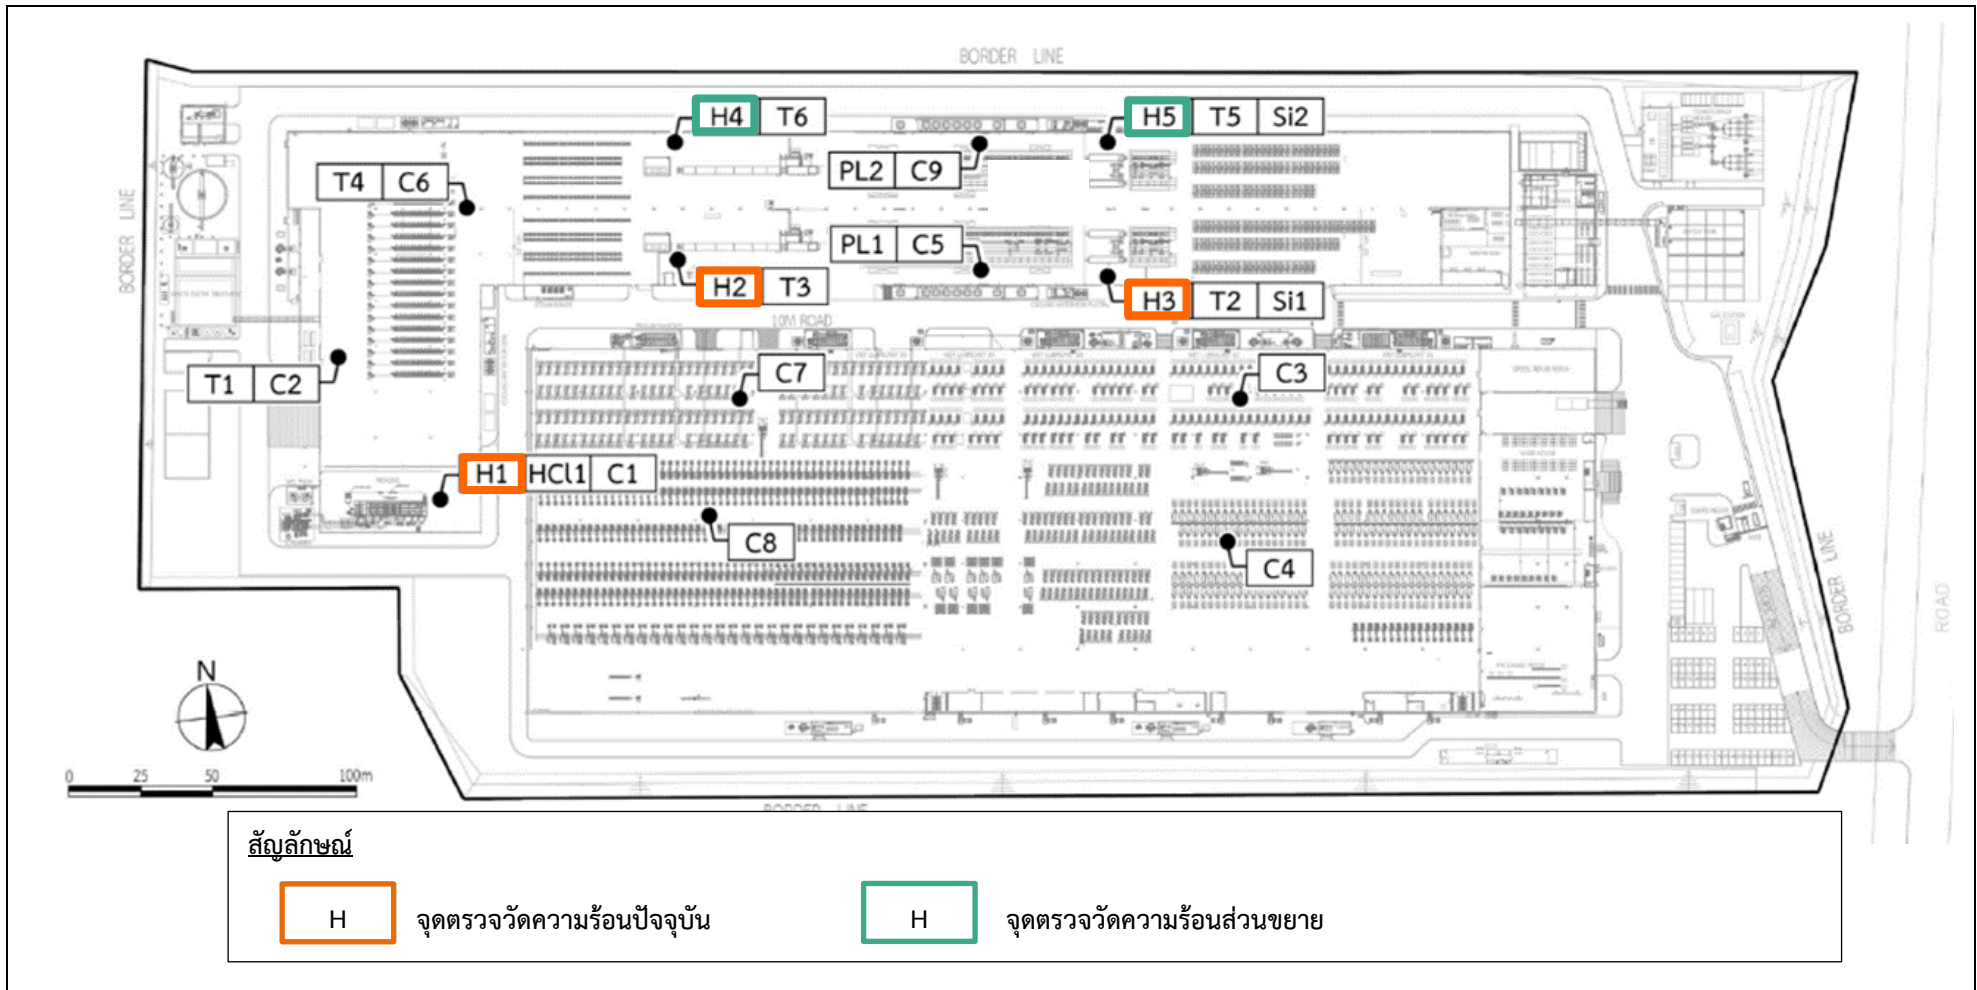 BORDER LINE
H4 T6
H5 T5 Si2
PL2 C9
T4 C6
BORDER LINE
PL1 C5
H2 T3
H3 T2 Si1
10M ROAD
T1 C2
C7
C3
H1 HCl1 C1
C8
C4
BORDER LINE
ROAD
N
0 25 50 100m
BORDER LINE
สัญลักษณ์
H จุดตรวจวัดความร้อนปัจจุบัน
H จุดตรวจวัดความร้อนส่วนขยาย